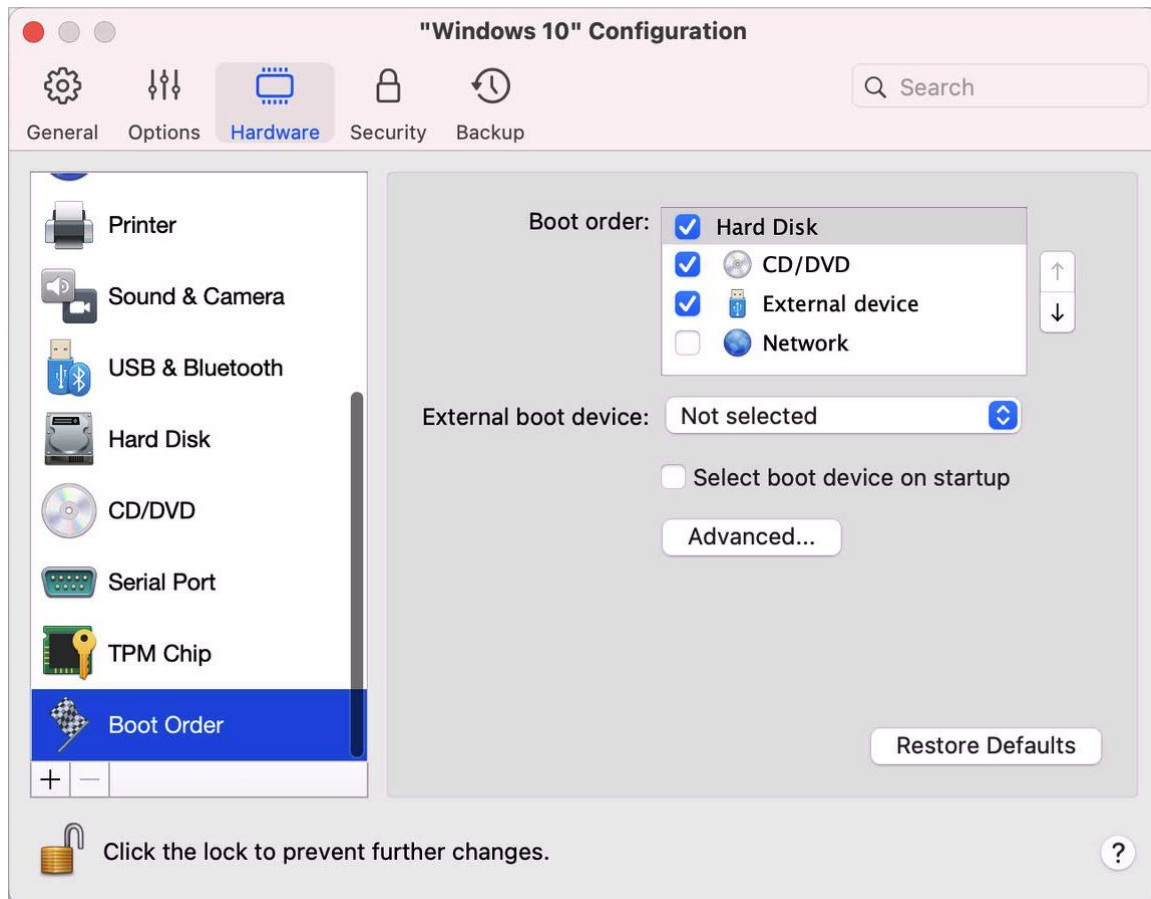 "Windows 10" Configuration
General
Options
Hardware
Security
Backup
Search
Printer
Sound & Camera
USB & Bluetooth
Hard Disk
CD/DVD
Serial Port
TPM Chip
Boot Order
Boot order:
Hard Disk
CD/DVD
External device
Network
External boot device:
Not selected
Select boot device on startup
Advanced...
Restore Defaults
Click the lock to prevent further changes.
?